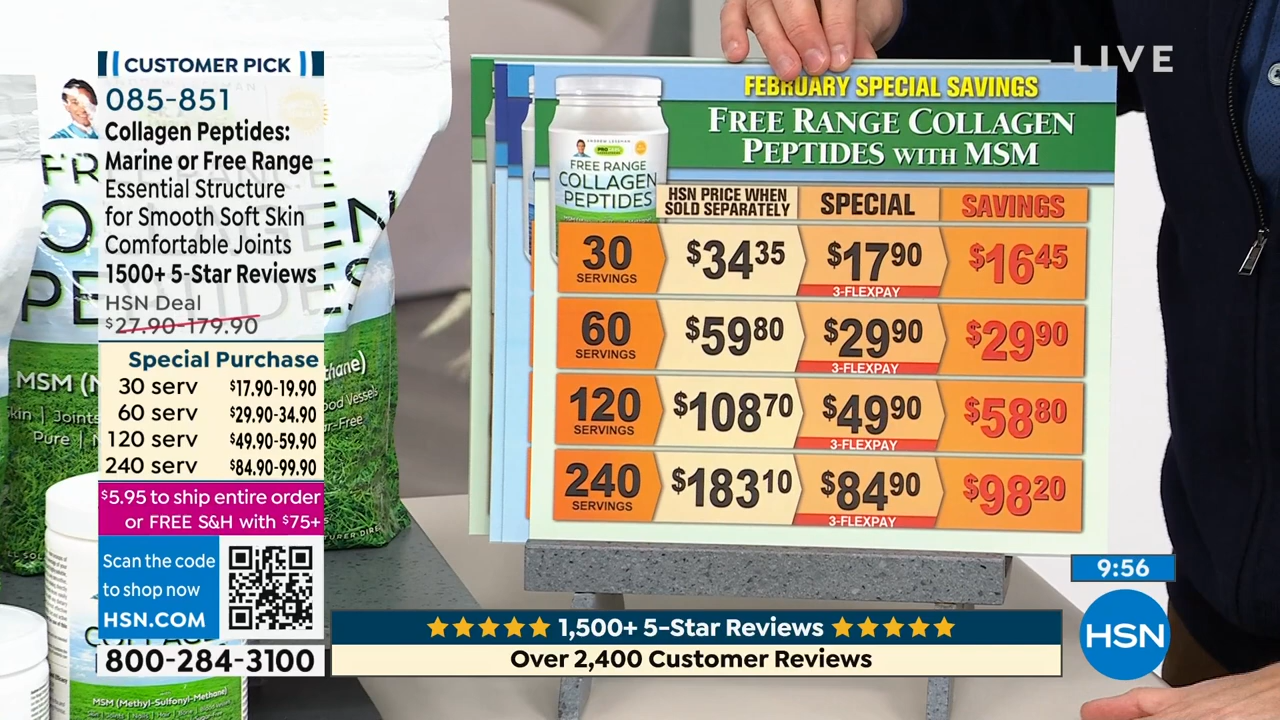 CUSTOMER PICK
085-851
Collagen Peptides:
Marine or Free Range
Essential Structure
for Smooth Soft Skin
Comfortable Joints
1500+ 5-Star Reviews
HSN Deal
$27.90-179.90
Special Purchase
30 serv $17.90-19.90
60 serv $29.90-34.90
120 serv $49.90-59.90
240 serv $84.90-99.90
$5.95 to ship entire order
or FREE S&H with $75+
Scan the code
to shop now
HSN.COM
800-284-3100
LIVE
FEBRUARY SPECIAL SAVINGS
FREE RANGE COLLAGEN
PEPTIDES WITH MSM
FREE RANGE
COLLAGEN
PEPTIDES
HSN PRICE WHEN
SOLD SEPARATELY
SPECIAL
SAVINGS
30 SERVINGS $34.35 $17.90 $16.45
3-FLEXPAY
60 SERVINGS $59.80 $29.90 $29.90
3-FLEXPAY
120 SERVINGS $108.70 $49.90 $58.80
3-FLEXPAY
240 SERVINGS $183.10 $84.90 $98.20
3-FLEXPAY
9:56
HSN
1,500+ 5-Star Reviews
Over 2,400 Customer Reviews
MSM (Methyl-Sulfonyl-Methane)